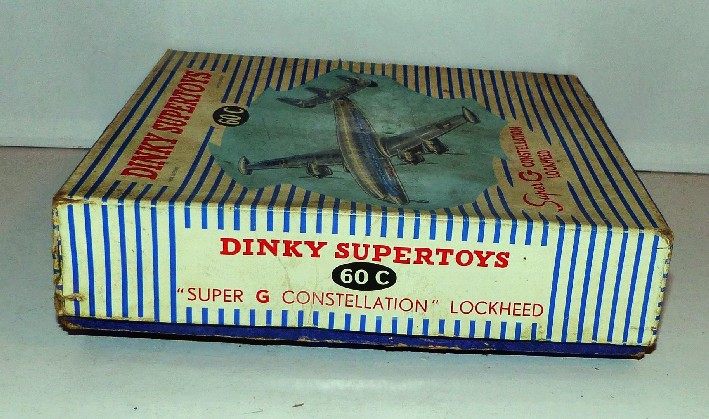 DINKY SUPERTOYS
60 C
Super G CONSTELLATION
LOCKHEED
DINKY SUPERTOYS
60 C
"SUPER G CONSTELLATION" LOCKHEED